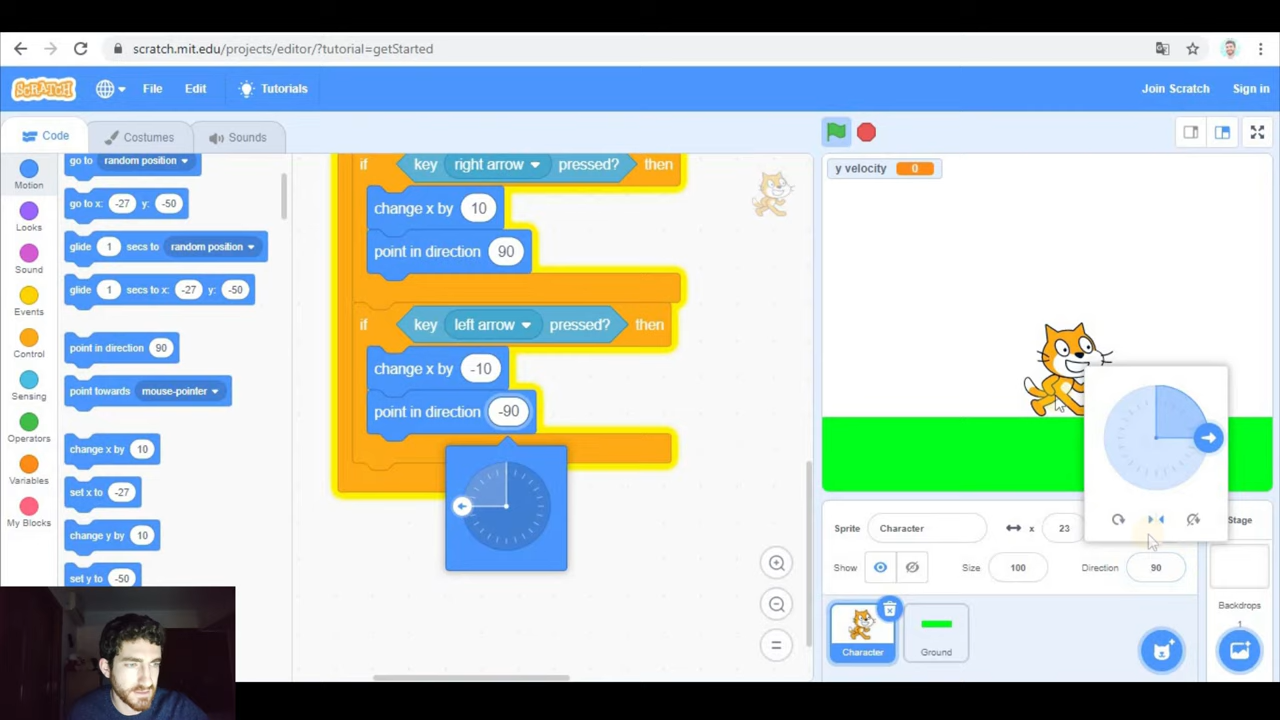 scratch.mit.edu/projects/editor/?tutorial=getStarted
SCRATCH File Edit Tutorials Join Scratch Sign in
Code Costumes Sounds
Motion
Looks
Sound
Events
Control
Sensing
Operators
Variables
My Blocks
go to random position
go to x: -27 y: -50
glide 1 secs to random position
glide 1 secs to x: -27 y: -50
point in direction 90
point towards mouse-pointer
change x by 10
set x to -27
change y by 10
set y to -50
if key right arrow pressed? then
change x by 10
point in direction 90
if key left arrow pressed? then
change x by -10
point in direction -90
y velocity 0
Sprite Character x 23
Show Size 100 Direction 90
Character
Ground
Stage
Backdrops
1